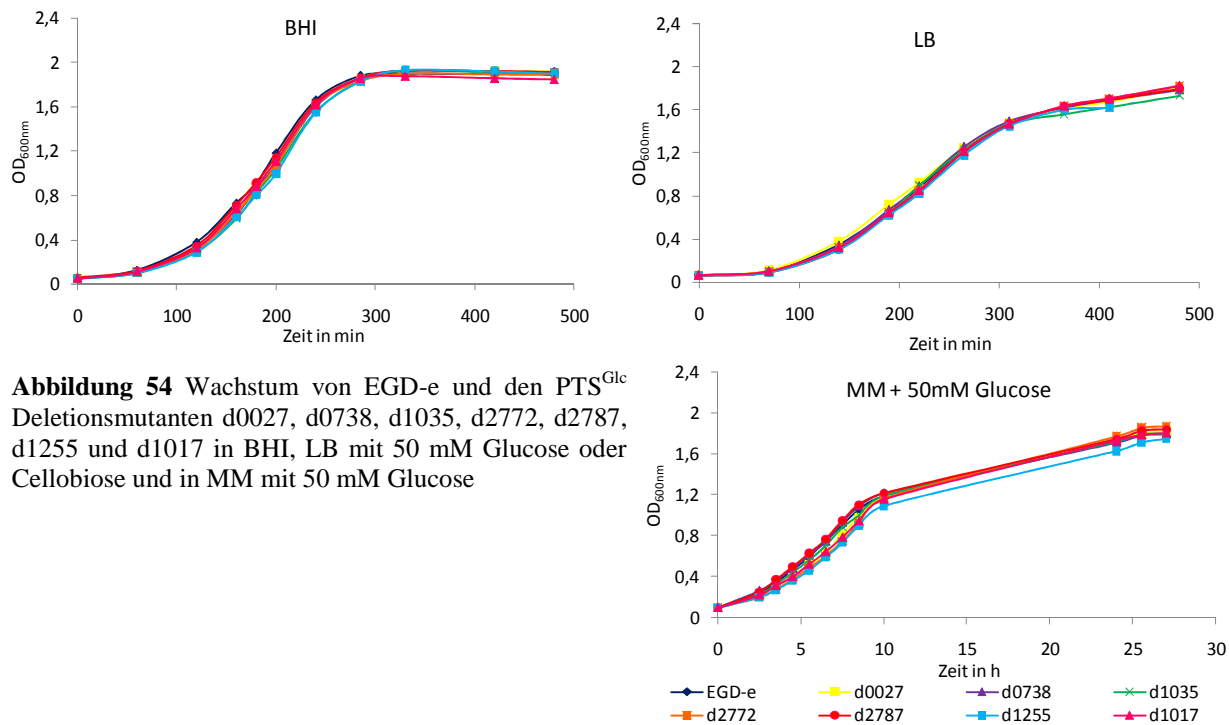 BHI
2,4
2
1,6
1,2
0,8
0,4
0
OD600nm
0 100 200 300 400 500
Zeit in min
LB
2,4
2
1,6
1,2
0,8
0,4
0
OD600nm
0 100 200 300 400 500
Zeit in min
Abbildung 54 Wachstum von EGD-e und den PTS^Glc
Deletionsmutanten d0027, d0738, d1035, d2772, d2787,
d1255 und d1017 in BHI, LB mit 50 mM Glucose oder
Cellobiose und in MM mit 50 mM Glucose
MM + 50mM Glucose
2,4
2
1,6
1,2
0,8
0,4
0
OD600nm
0 5 10 15 20 25 30
Zeit in h
EGD-e d0027 d0738 d1035
d2772 d2787 d1255 d1017